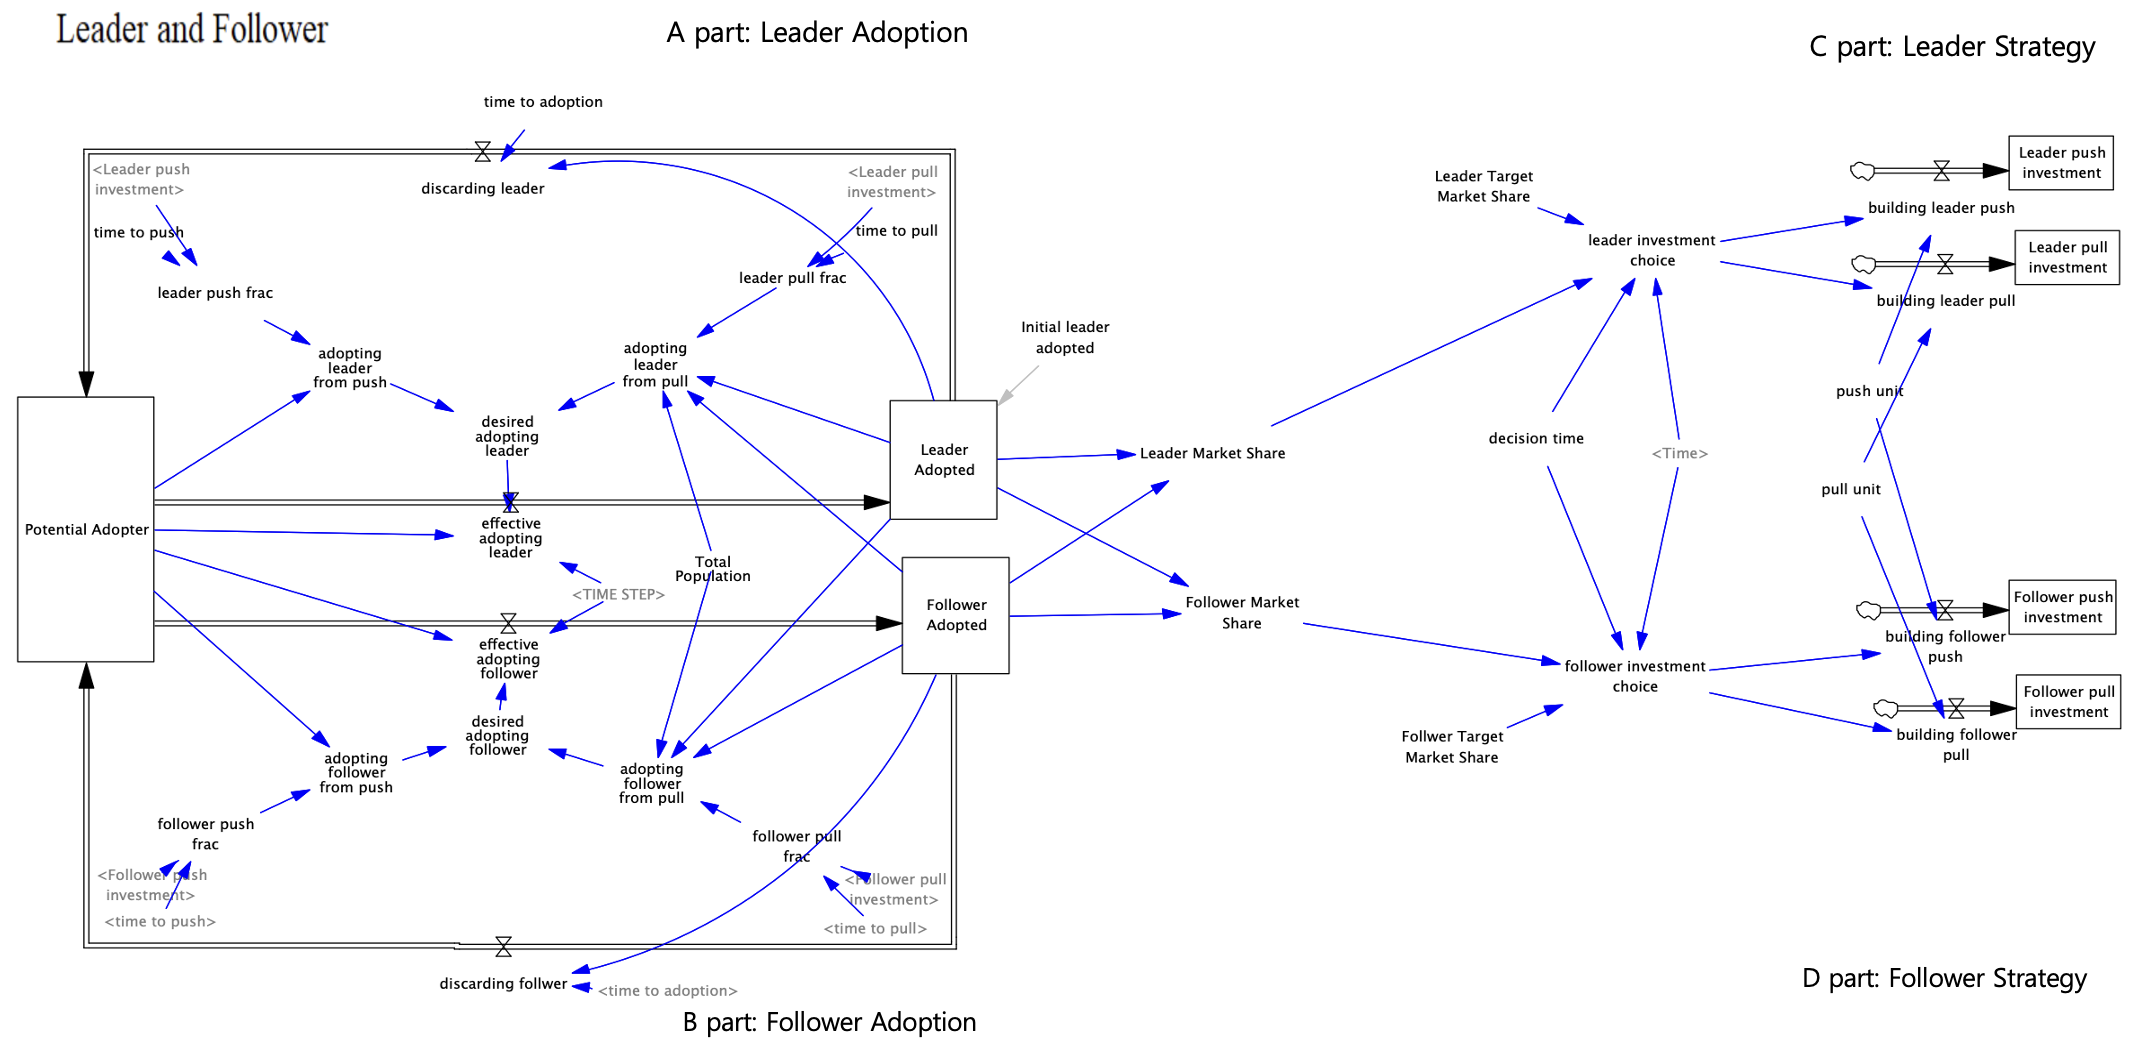 Leader and Follower
A part: Leader Adoption
C part: Leader Strategy
time to adoption
<Leader push
investment>
discarding leader
<Leader pull
investment>
time to push
time to pull
leader push frac
leader pull frac
adopting
leader
from push
adopting
leader
from pull
Initial leader
adopted
desired
adopting
leader
Leader
Adopted
Potential Adopter
effective
adopting
leader
Total
Population
<TIME STEP>
Follower
Adopted
effective
adopting
follower
desired
adopting
follower
adopting
follower
from push
adopting
follower
from pull
follower push
frac
follower pull
frac
<Follower push
investment>
<time to push>
<Follower pull
investment>
<time to pull>
discarding follwer
<time to adoption>
B part: Follower Adoption
Leader Market Share
Follower Market
Share
Leader Target
Market Share
leader investment
choice
decision time
<Time>
follower investment
choice
Follwer Target
Market Share
Leader push
investment
building leader push
Leader pull
investment
building leader pull
push unit
pull unit
Follower push
investment
building follower
push
Follower pull
investment
building follower
pull
D part: Follower Strategy